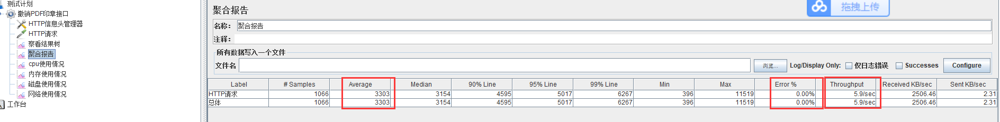 测试计划
撤销PDF印章接口
HTTP信息头管理器
HTTP请求
察看结果树
聚合报告
cpu使用情况
内存使用情况
磁盘使用情况
网络使用情况
工作台
聚合报告
拖拽上传
名称： 聚合报告
注释：
所有数据写入一个文件
文件名 浏览... Log/Display Only: 仅日志错误 Successes Configure
Label # Samples Average Median 90% Line 95% Line 99% Line Min Max Error % Throughput Received KB/sec Sent KB/sec
HTTP请求 1066 3303 3154 4595 5017 6267 396 11519 0.00% 5.9/sec 2506.46 2.31
总体 1066 3303 3154 4595 5017 6267 396 11519 0.00% 5.9/sec 2506.46 2.31